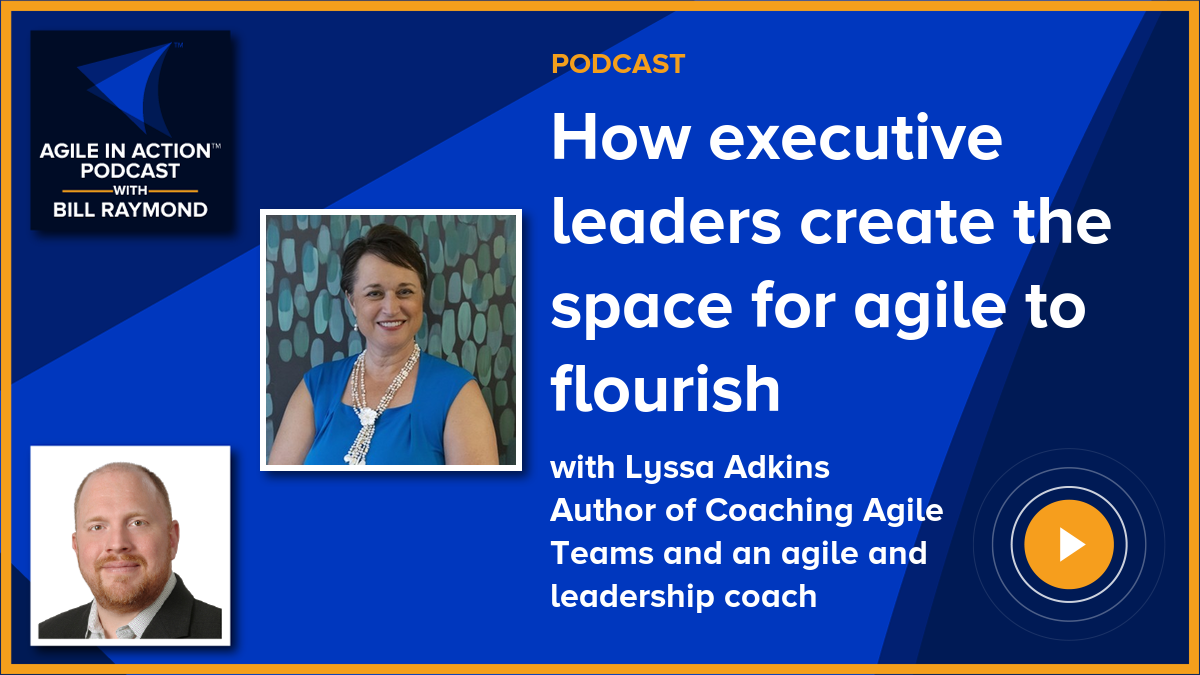 AGILE IN ACTION™
PODCAST
WITH
BILL RAYMOND
PODCAST
How executive
leaders create the
space for agile to
flourish
with Lyssa Adkins
Author of Coaching Agile
Teams and an agile and
leadership coach